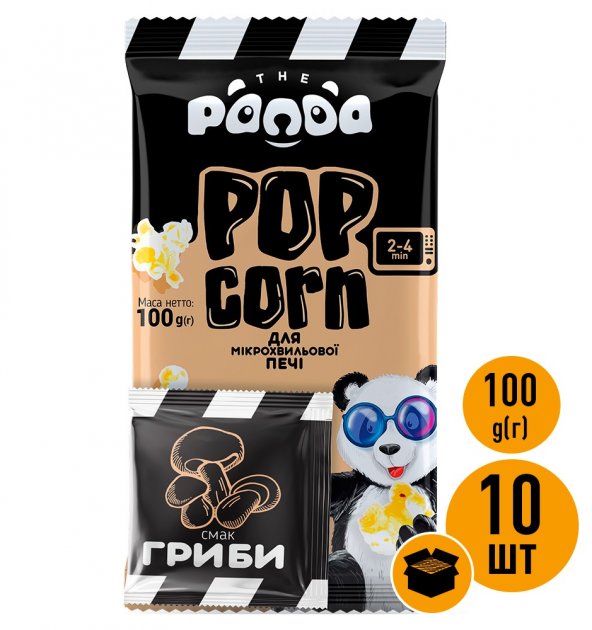 THE
Panda
POP
corn
2-4
min
Маса нетто:
100 g(г)
ДЛЯ
МІКРОХВИЛЬОВОЇ
ПЕЧІ
смак
ГРИБИ
100
g(г)
10
ШТ